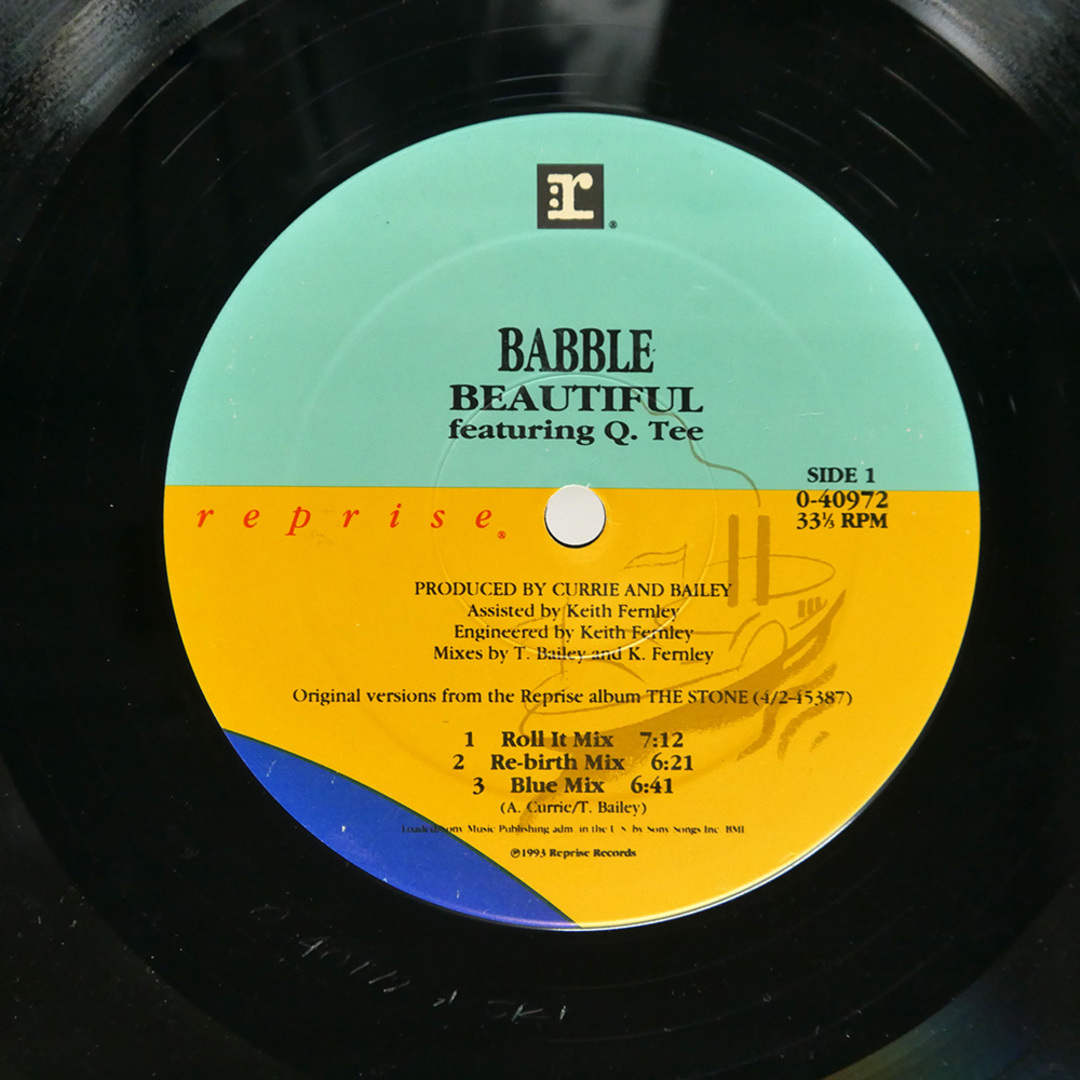 r
®
BABBLE
BEAUTIFUL
featuring Q. Tee
SIDE 1
0-40972
33⅓ RPM
reprise®
PRODUCED BY CURRIE AND BAILEY
Assisted by Keith Fernley
Engineered by Keith Fernley
Mixes by T. Bailey and K. Fernley
Original versions from the Reprise album THE STONE (4/2-45387)
1 Roll It Mix 7:12
2 Re-birth Mix 6:21
3 Blue Mix 6:41
(A. Currie/T. Bailey)
Music Publishing adm. in the by Sony Songs Inc. BMI
℗1993 Reprise Records